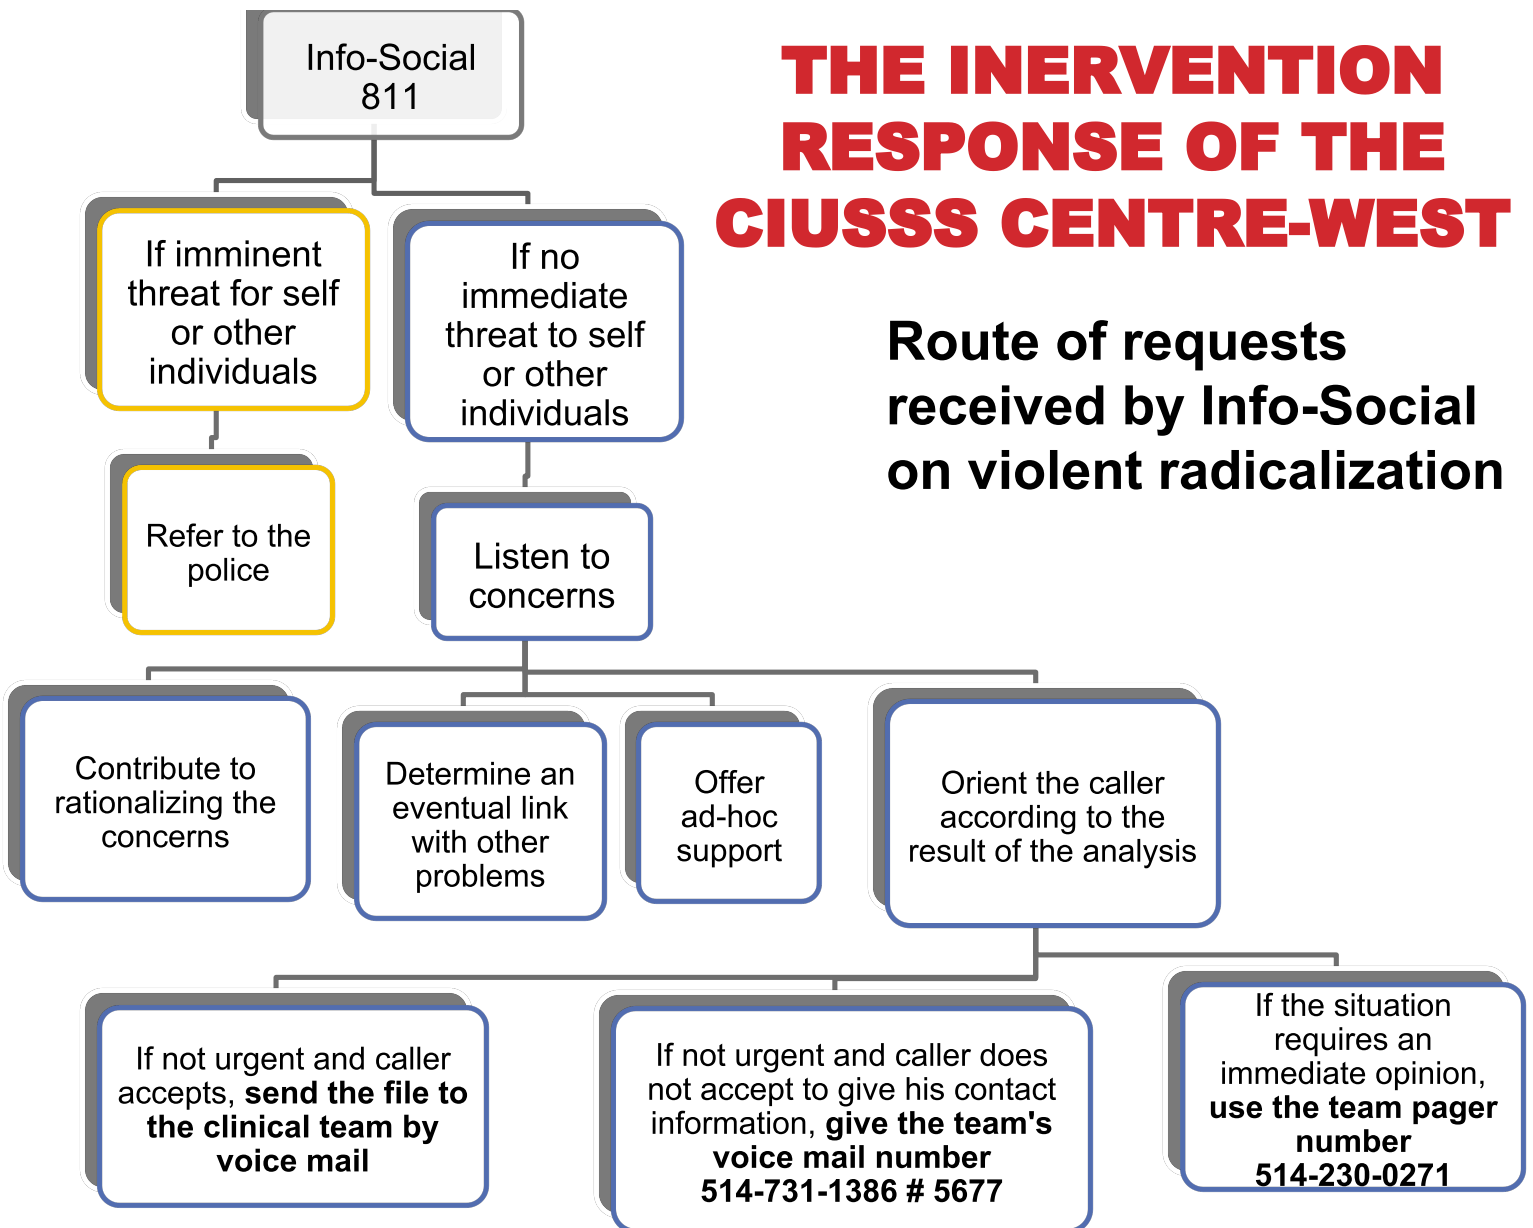 Info-Social
811
THE INERVENTION
RESPONSE OF THE
CIUSSS CENTRE-WEST
Route of requests
received by Info-Social
on violent radicalization
If imminent
threat for self
or other
individuals
If no
immediate
threat to self
or other
individuals
Refer to the
police
Listen to
concerns
Contribute to
rationalizing the
concerns
Determine an
eventual link
with other
problems
Offer
ad-hoc
support
Orient the caller
according to the
result of the analysis
If not urgent and caller
accepts, send the file to
the clinical team by
voice mail
If not urgent and caller does
not accept to give his contact
information, give the team's
voice mail number
514-731-1386 # 5677
If the situation
requires an
immediate opinion,
use the team pager
number
514-230-0271